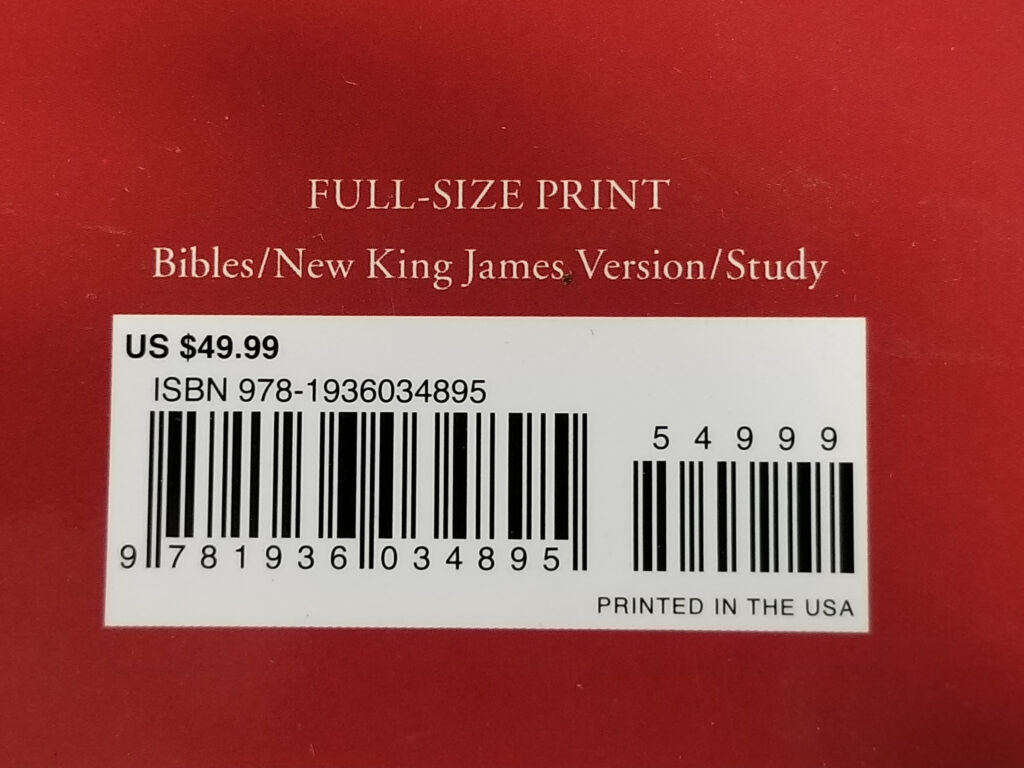 FULL-SIZE PRINT
Bibles/New King James Version/Study
US $49.99
ISBN 978-1936034895
54999
9 781936 034895
PRINTED IN THE USA